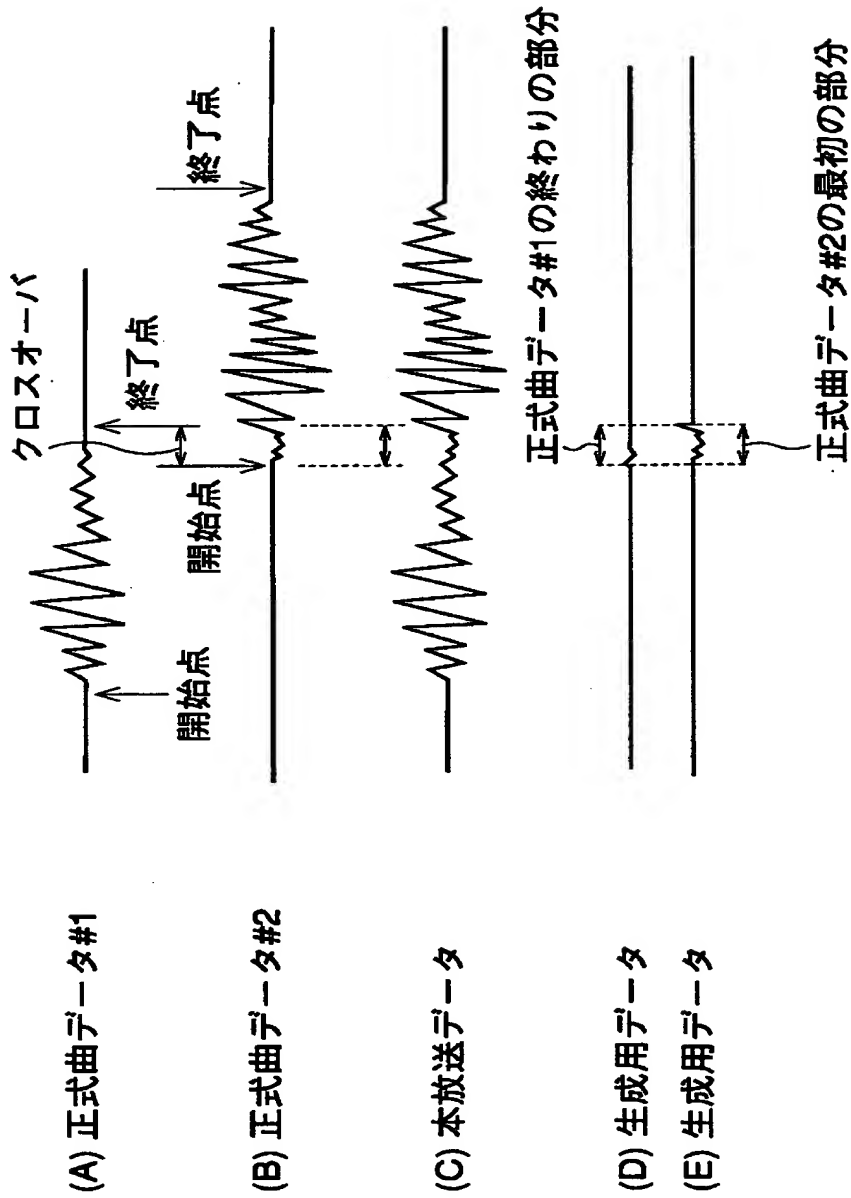 (A) 正式曲データ#1
開始点
クロスオーバ
終了点
(B) 正式曲データ#2
開始点
終了点
(C) 本放送データ
(D) 生成用データ
正式曲データ#1の終わりの部分
(E) 生成用データ
正式曲データ#2の最初の部分